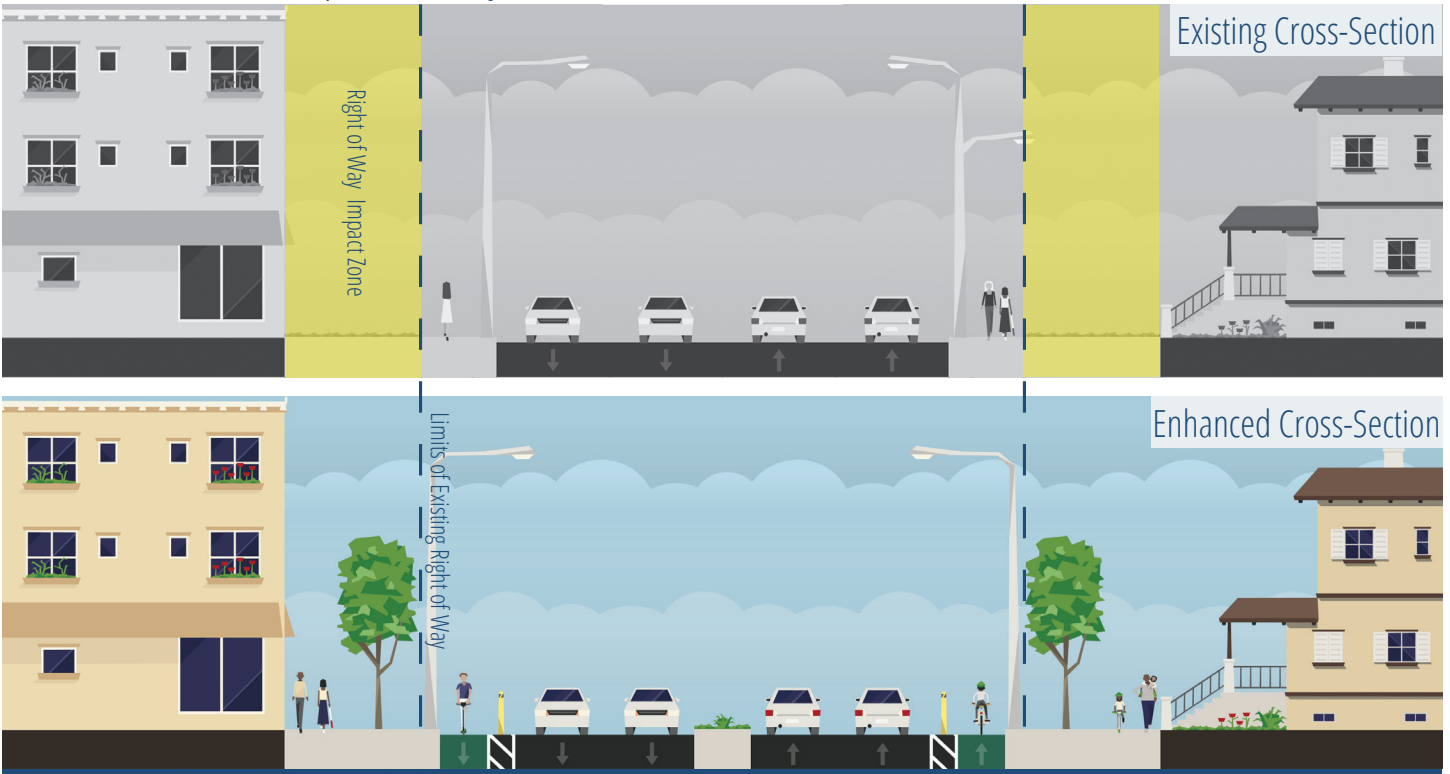 Existing Cross-Section
Right of Way Impact Zone
Enhanced Cross-Section
Limits of Existing Right of Way